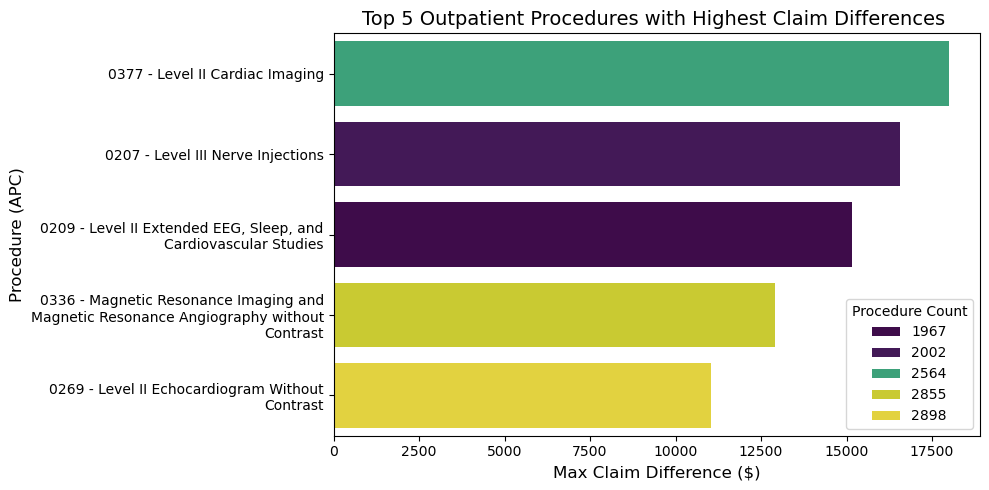 Top 5 Outpatient Procedures with Highest Claim Differences
Procedure (APC)
0377 - Level II Cardiac Imaging
0207 - Level III Nerve Injections
0209 - Level II Extended EEG, Sleep, and
Cardiovascular Studies
0336 - Magnetic Resonance Imaging and
Magnetic Resonance Angiography without
Contrast
0269 - Level II Echocardiogram Without
Contrast
Procedure Count
1967
2002
2564
2855
2898
0 2500 5000 7500 10000 12500 15000 17500
Max Claim Difference ($)